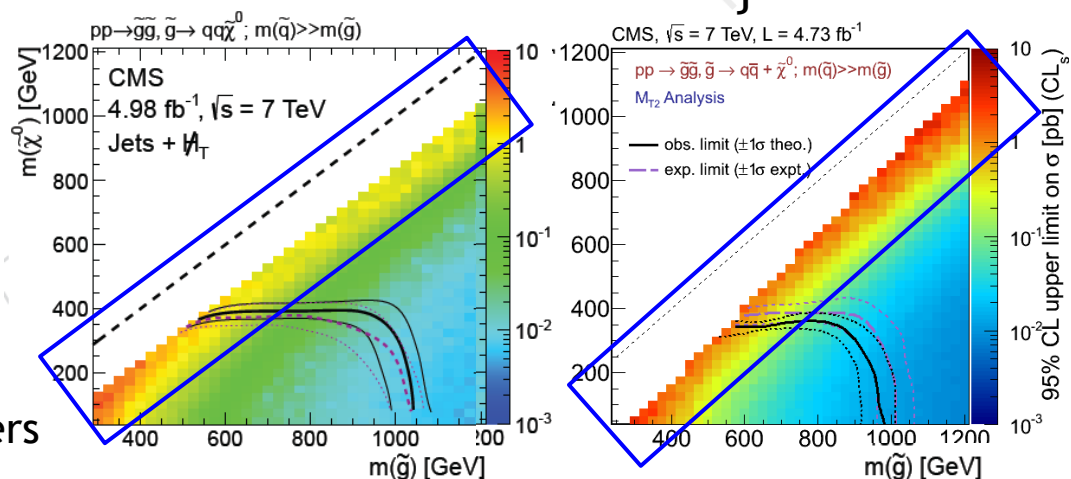 pp→g̃g̃, g̃→ qqχ̃⁰; m(q̃)>>m(g̃)
CMS
4.98 fb⁻¹, √s = 7 TeV
Jets + H̸_T
m(χ̃⁰) [GeV]
1200
1000
800
600
400
200
400
600
800
1000
200
m(g̃) [GeV]
10
1
10⁻¹
10⁻²
10⁻³
ers
CMS, √s = 7 TeV, L = 4.73 fb⁻¹
pp → g̃g̃, g̃→ qq̅ + χ̃⁰; m(q̃)>>m(g̃)
M_T2 Analysis
obs. limit (±1σ theo.)
exp. limit (±1σ expt.)
1200
1000
800
600
400
200
400
600
800
1000
1200
m(g̃) [GeV]
10
1
10⁻¹
10⁻²
10⁻³
95% CL upper limit on σ [pb] (CL_s)